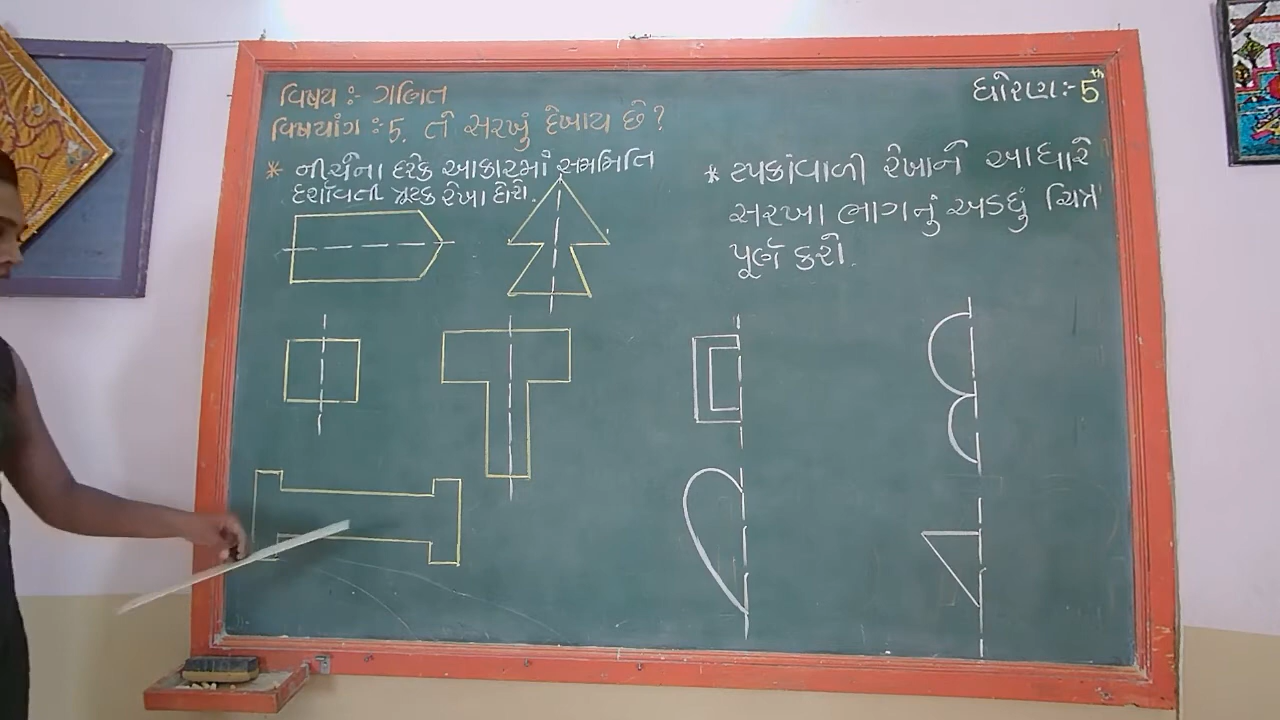 વિષય :- ગણિત
ધોરણ:- 5th
વિષયાંગ :5. તે સરખું દેખાય છે?
* નીચેના દરેક આકારમાં સમમિતિ
દર્શાવતી ત્રૂટક રેખા દોરો.
* ટપકાંવાળી રેખાને આધારે
સરખા ભાગનું અડધું ચિત્ર
પૂર્ણ કરો.